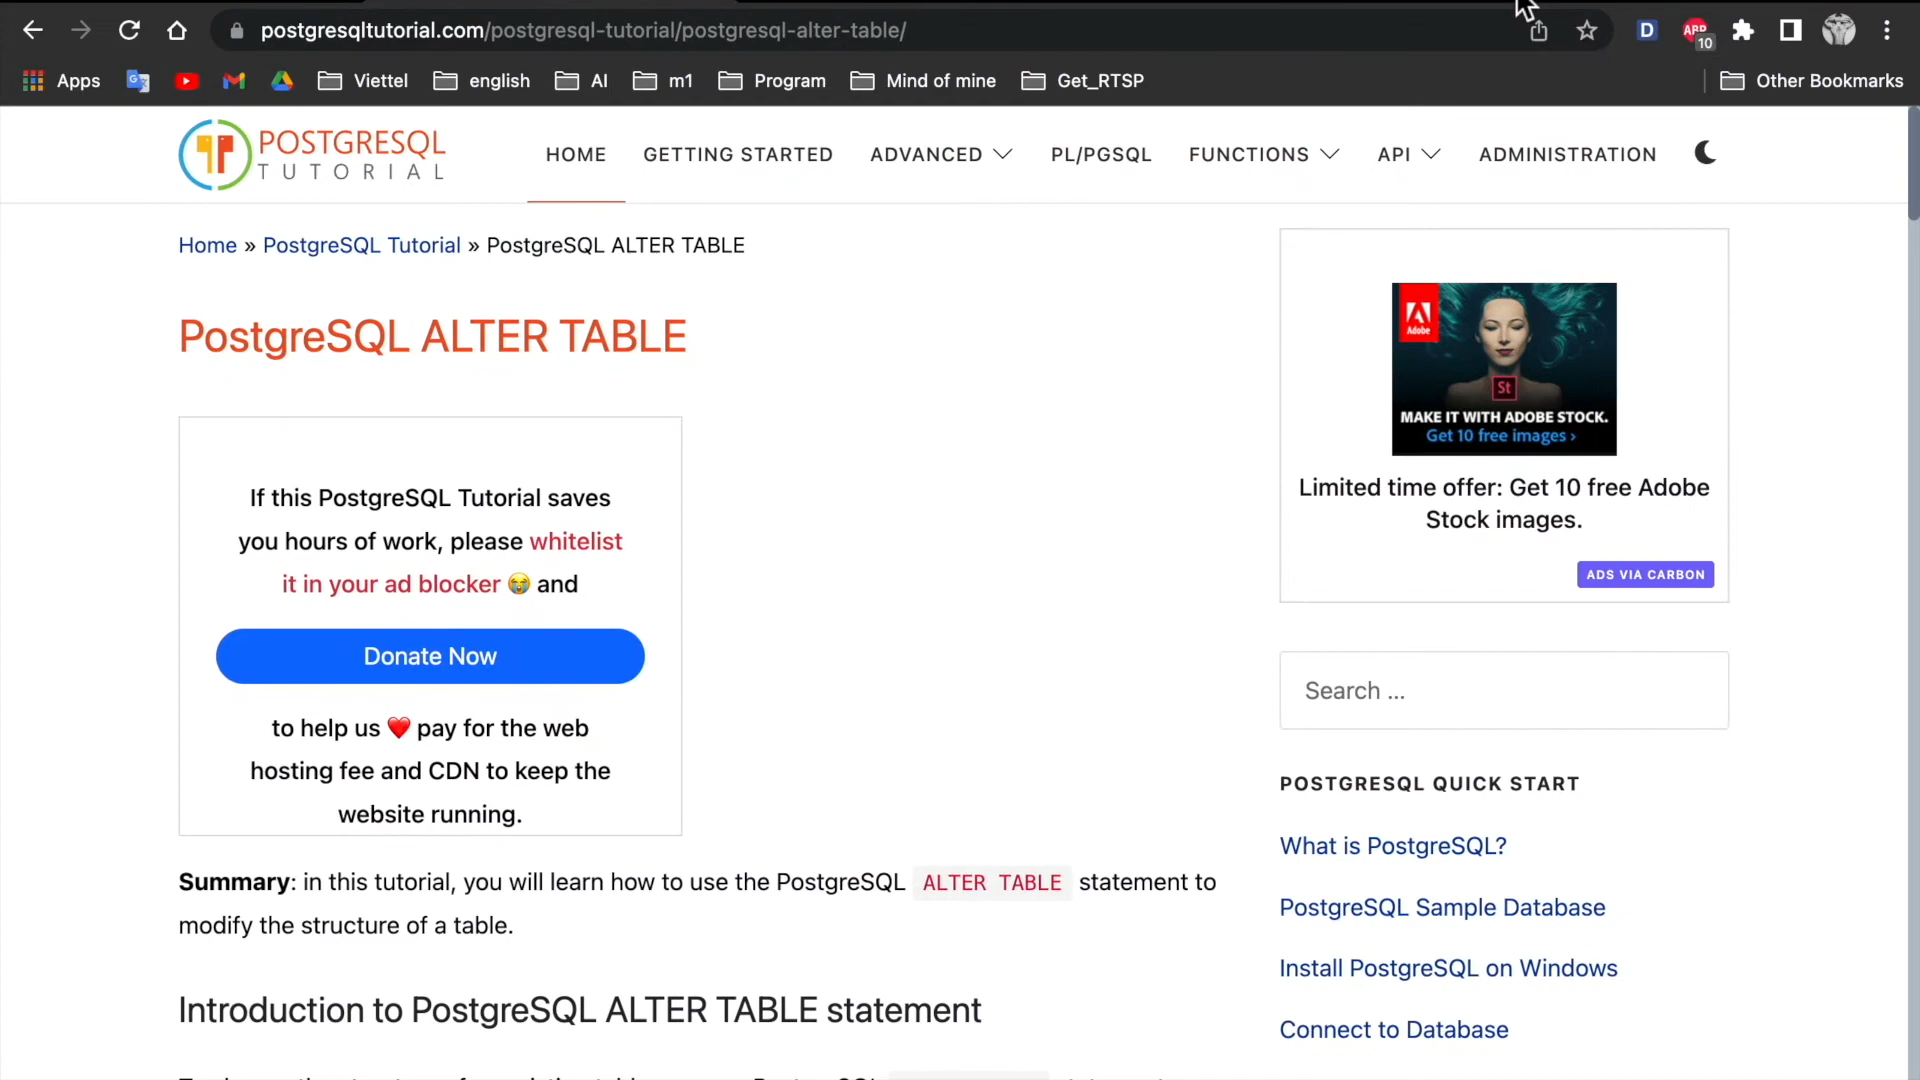 postgresqltutorial.com/postgresql-tutorial/postgresql-alter-table/
D
ABP
10
Apps
Viettel
english
AI
m1
Program
Mind of mine
Get_RTSP
Other Bookmarks
POSTGRESQL
TUTORIAL
HOME
GETTING STARTED
ADVANCED
PL/PGSQL
FUNCTIONS
API
ADMINISTRATION
Home » PostgreSQL Tutorial » PostgreSQL ALTER TABLE
PostgreSQL ALTER TABLE
If this PostgreSQL Tutorial saves
you hours of work, please whitelist
it in your ad blocker 😭 and
Donate Now
to help us ❤️ pay for the web
hosting fee and CDN to keep the
website running.
Summary: in this tutorial, you will learn how to use the PostgreSQL ALTER TABLE statement to
modify the structure of a table.
Introduction to PostgreSQL ALTER TABLE statement
Adobe
St
MAKE IT WITH ADOBE STOCK.
Get 10 free images ›
Limited time offer: Get 10 free Adobe
Stock images.
ADS VIA CARBON
Search ...
POSTGRESQL QUICK START
What is PostgreSQL?
PostgreSQL Sample Database
Install PostgreSQL on Windows
Connect to Database